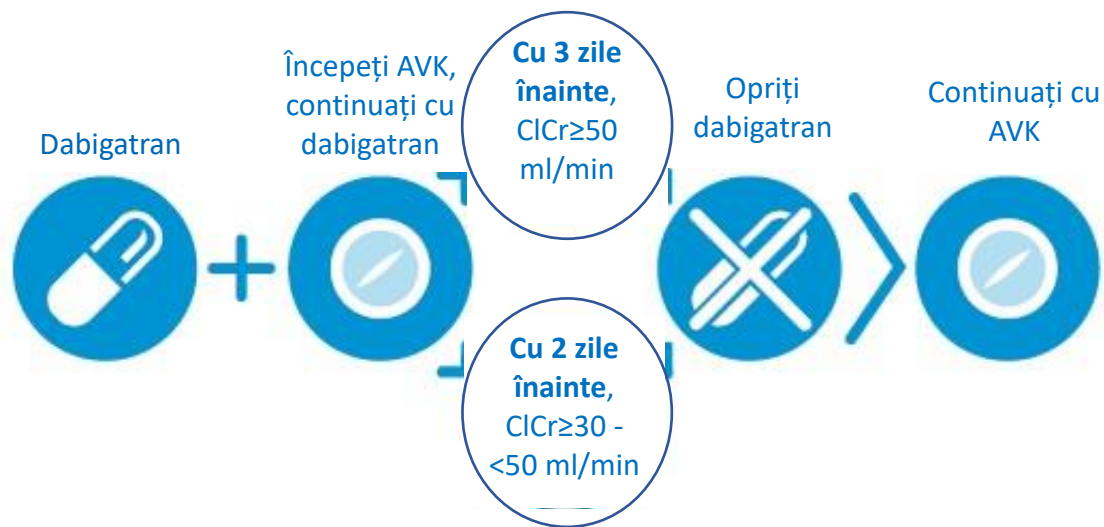 Dabigatran
Începeți AVK,
continuați cu
dabigatran
Cu 3 zile
înainte,
ClCr≥50
ml/min
Cu 2 zile
înainte,
ClCr≥30 -
<50 ml/min
Opriți
dabigatran
Continuați cu
AVK